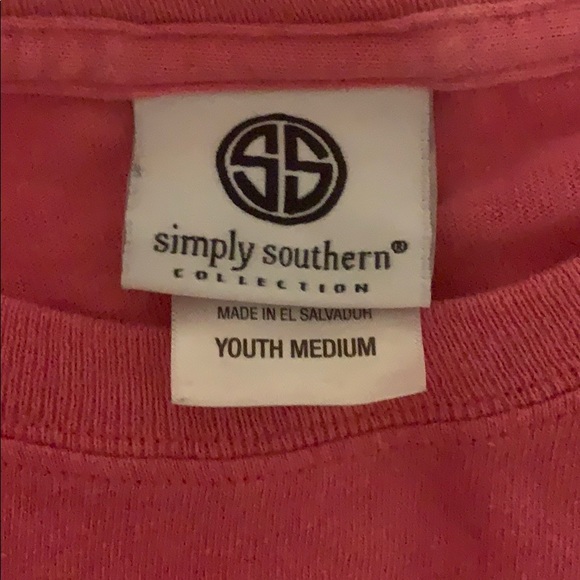 SS
simply southern®
COLLECTION
MADE IN EL SALVADOR
YOUTH MEDIUM